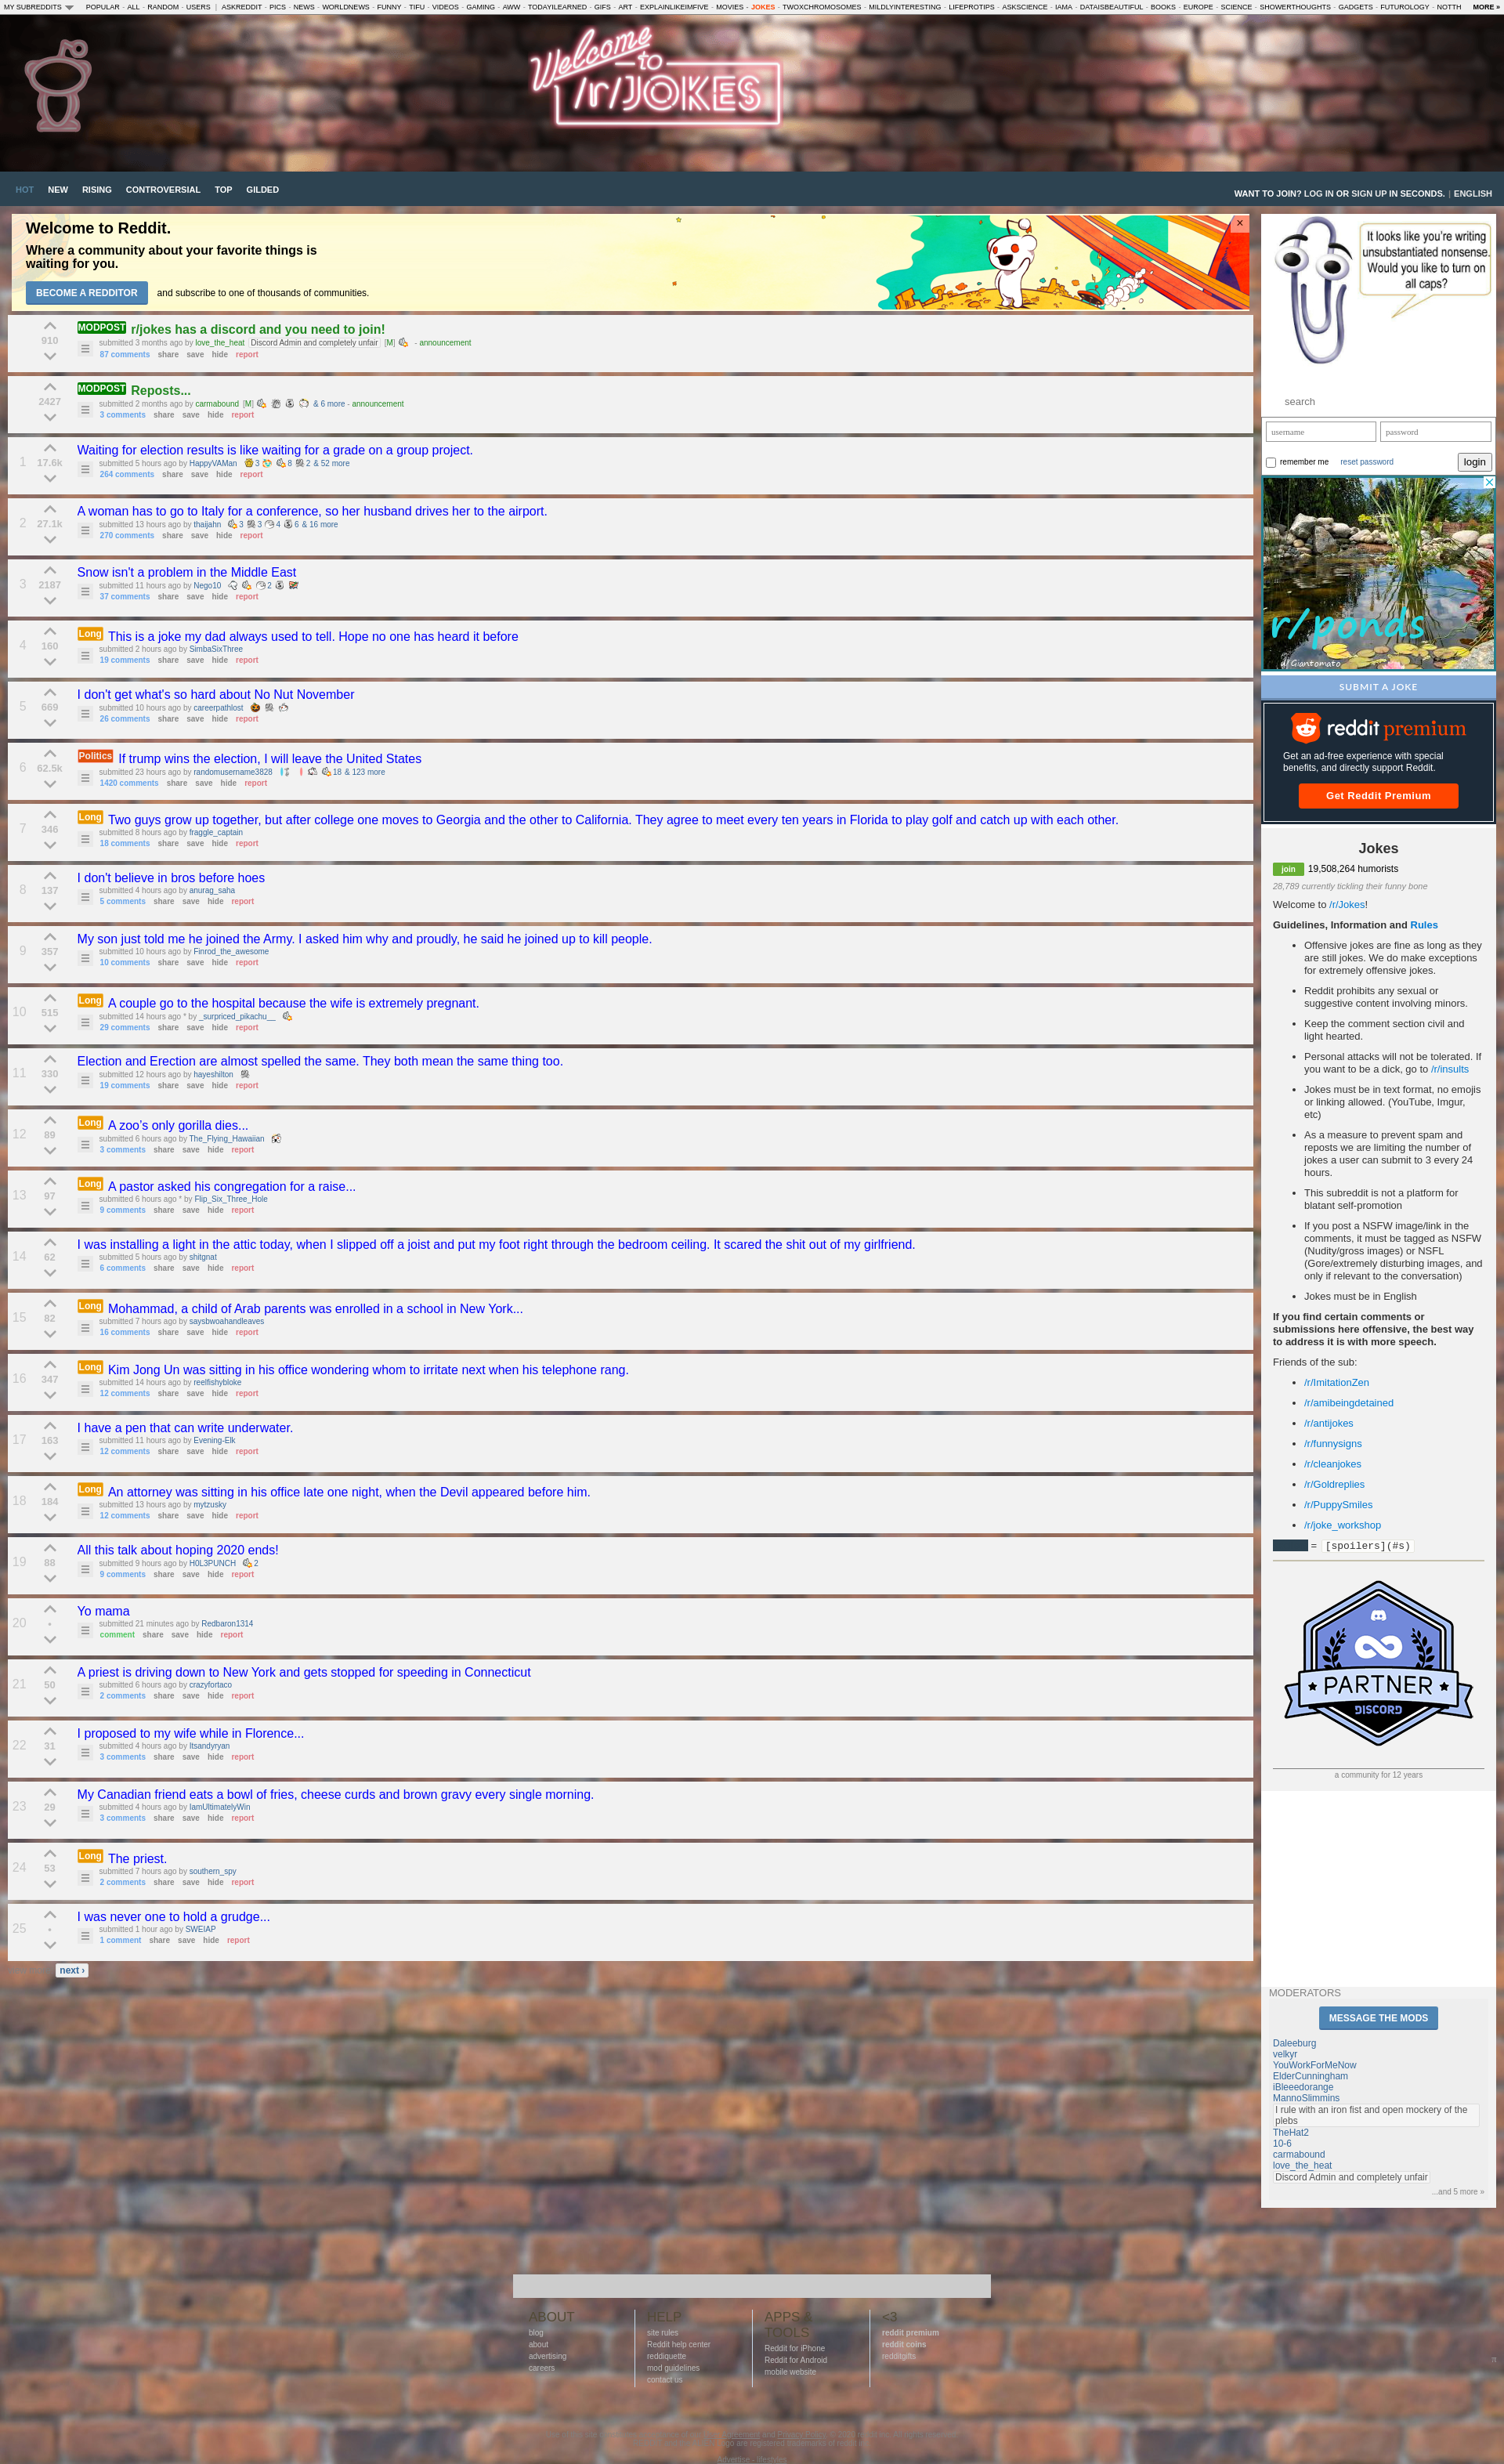 MY SUBREDDITS POPULAR - ALL - RANDOM - USERS | ASKREDDIT - PICS - NEWS - WORLDNEWS - FUNNY - TIFU - VIDEOS - GAMING - AWW - TODAYILEARNED - GIFS - ART - EXPLAINLIKEIMFIVE - MOVIES - JOKES - TWOXCHROMOSOMES - MILDLYINTERESTING - LIFEPROTIPS - ASKSCIENCE - IAMA - DATAISBEAUTIFUL - BOOKS - EUROPE - SCIENCE - SHOWERTHOUGHTS - GADGETS - FUTUROLOGY - NOTTH MORE »
Welcome to /r/JOKES
HOT NEW RISING CONTROVERSIAL TOP GILDED
WANT TO JOIN? LOG IN OR SIGN UP IN SECONDS. | ENGLISH
Welcome to Reddit.
Where a community about your favorite things is
waiting for you.
BECOME A REDDITOR and subscribe to one of thousands of communities.
×
910
MODPOST r/jokes has a discord and you need to join!
submitted 3 months ago by love_the_heat Discord Admin and completely unfair [M] - announcement
87 comments share save hide report
2427
MODPOST Reposts...
submitted 2 months ago by carmabound [M] & 6 more - announcement
3 comments share save hide report
1 17.6k
Waiting for election results is like waiting for a grade on a group project.
submitted 5 hours ago by HappyVAMan 3 8 2 & 52 more
264 comments share save hide report
2 27.1k
A woman has to go to Italy for a conference, so her husband drives her to the airport.
submitted 13 hours ago by thaijahn 3 3 4 6 & 16 more
270 comments share save hide report
3 2187
Snow isn't a problem in the Middle East
submitted 11 hours ago by Nego10 2
37 comments share save hide report
4 160
Long This is a joke my dad always used to tell. Hope no one has heard it before
submitted 2 hours ago by SimbaSixThree
19 comments share save hide report
5 669
I don't get what's so hard about No Nut November
submitted 10 hours ago by careerpathlost
26 comments share save hide report
6 62.5k
Politics If trump wins the election, I will leave the United States
submitted 23 hours ago by randomusername3828 18 & 123 more
1420 comments share save hide report
7 346
Long Two guys grow up together, but after college one moves to Georgia and the other to California. They agree to meet every ten years in Florida to play golf and catch up with each other.
submitted 8 hours ago by fraggle_captain
18 comments share save hide report
8 137
I don't believe in bros before hoes
submitted 4 hours ago by anurag_saha
5 comments share save hide report
9 357
My son just told me he joined the Army. I asked him why and proudly, he said he joined up to kill people.
submitted 10 hours ago by Finrod_the_awesome
10 comments share save hide report
10 515
Long A couple go to the hospital because the wife is extremely pregnant.
submitted 14 hours ago * by _surpriced_pikachu__
29 comments share save hide report
11 330
Election and Erection are almost spelled the same. They both mean the same thing too.
submitted 12 hours ago by hayeshilton
19 comments share save hide report
12 89
Long A zoo's only gorilla dies...
submitted 6 hours ago by The_Flying_Hawaiian
3 comments share save hide report
13 97
Long A pastor asked his congregation for a raise...
submitted 6 hours ago * by Flip_Six_Three_Hole
9 comments share save hide report
14 62
I was installing a light in the attic today, when I slipped off a joist and put my foot right through the bedroom ceiling. It scared the shit out of my girlfriend.
submitted 5 hours ago by shitgnat
6 comments share save hide report
15 82
Long Mohammad, a child of Arab parents was enrolled in a school in New York...
submitted 7 hours ago by saysbwoahandleaves
16 comments share save hide report
16 347
Long Kim Jong Un was sitting in his office wondering whom to irritate next when his telephone rang.
submitted 14 hours ago by reelfishybloke
12 comments share save hide report
17 163
I have a pen that can write underwater.
submitted 11 hours ago by Evening-Elk
12 comments share save hide report
18 184
Long An attorney was sitting in his office late one night, when the Devil appeared before him.
submitted 13 hours ago by mytzusky
12 comments share save hide report
19 88
All this talk about hoping 2020 ends!
submitted 9 hours ago by H0L3PUNCH 2
9 comments share save hide report
20 •
Yo mama
submitted 21 minutes ago by Redbaron1314
comment share save hide report
21 50
A priest is driving down to New York and gets stopped for speeding in Connecticut
submitted 6 hours ago by crazyfortaco
2 comments share save hide report
22 31
I proposed to my wife while in Florence...
submitted 4 hours ago by Itsandyryan
3 comments share save hide report
23 29
My Canadian friend eats a bowl of fries, cheese curds and brown gravy every single morning.
submitted 4 hours ago by IamUltimatelyWin
3 comments share save hide report
24 53
Long The priest.
submitted 7 hours ago by southern_spy
2 comments share save hide report
25 •
I was never one to hold a grudge...
submitted 1 hour ago by SWEIAP
1 comment share save hide report
next ›
It looks like you're writing
unsubstantiated nonsense.
Would you like to turn on
all caps?
search
username password
remember me reset password login
r/ponds
u/Giantomato
SUBMIT A JOKE
reddit premium
Get an ad-free experience with special
benefits, and directly support Reddit.
Get Reddit Premium
Jokes
join 19,508,264 humorists
28,789 currently tickling their funny bone
Welcome to /r/Jokes!
Guidelines, Information and Rules
• Offensive jokes are fine as long as they
are still jokes. We do make exceptions
for extremely offensive jokes.
• Reddit prohibits any sexual or
suggestive content involving minors.
• Keep the comment section civil and
light hearted.
• Personal attacks will not be tolerated. If
you want to be a dick, go to /r/insults
• Jokes must be in text format, no emojis
or linking allowed. (YouTube, Imgur,
etc)
• As a measure to prevent spam and
reposts we are limiting the number of
jokes a user can submit to 3 every 24
hours.
• This subreddit is not a platform for
blatant self-promotion
• If you post a NSFW image/link in the
comments, it must be tagged as NSFW
(Nudity/gross images) or NSFL
(Gore/extremely disturbing images, and
only if relevant to the conversation)
• Jokes must be in English
If you find certain comments or
submissions here offensive, the best way
to address it is with more speech.
Friends of the sub:
• /r/ImitationZen
• /r/amibeingdetained
• /r/antijokes
• /r/funnysigns
• /r/cleanjokes
• /r/Goldreplies
• /r/PuppySmiles
• /r/joke_workshop
= [spoilers](#s)
PARTNER
DISCORD
a community for 12 years
MODERATORS
MESSAGE THE MODS
Daleeburg
velkyr
YouWorkForMeNow
ElderCunningham
iBleeedorange
MannoSlimmins
I rule with an iron fist and open mockery of the
plebs
TheHat2
10-6
carmabound
love_the_heat
Discord Admin and completely unfair
...and 5 more »
ABOUT
blog
about
advertising
careers
HELP
site rules
Reddit help center
reddiquette
mod guidelines
contact us
APPS &
TOOLS
Reddit for iPhone
Reddit for Android
mobile website
<3
reddit premium
reddit coins
redditgifts
π